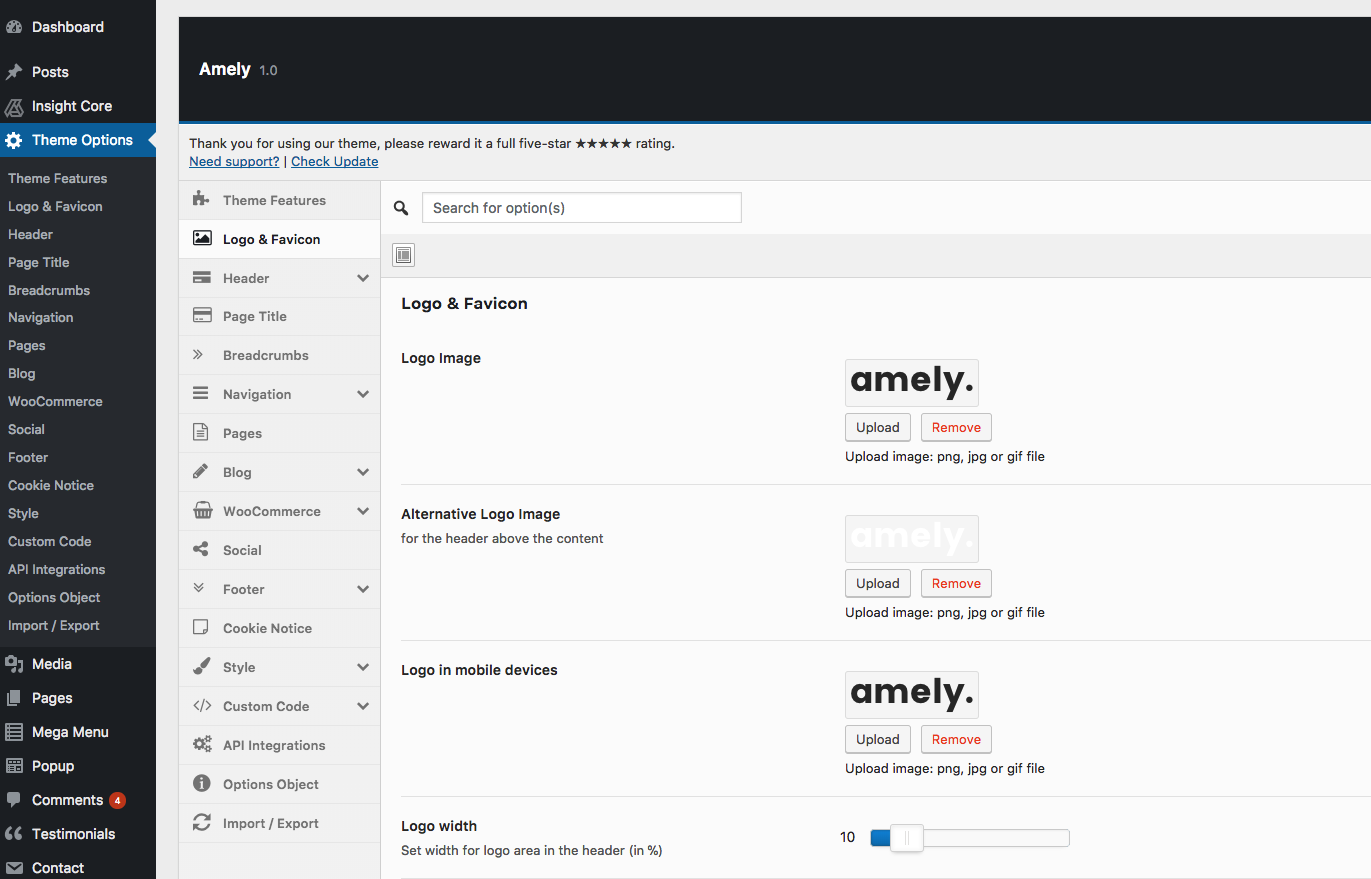 Dashboard
Posts
Insight Core
Theme Options
Theme Features
Logo & Favicon
Header
Page Title
Breadcrumbs
Navigation
Pages
Blog
WooCommerce
Social
Footer
Cookie Notice
Style
Custom Code
API Integrations
Options Object
Import / Export
Media
Pages
Mega Menu
Popup
Comments 4
Testimonials
Contact
Amely 1.0
Thank you for using our theme, please reward it a full five-star ★★★★★ rating.
Need support? | Check Update
Theme Features
Logo & Favicon
Header
Page Title
Breadcrumbs
Navigation
Pages
Blog
WooCommerce
Social
Footer
Cookie Notice
Style
Custom Code
API Integrations
Options Object
Import / Export
Search for option(s)
Logo & Favicon
Logo Image
amely.
Upload Remove
Upload image: png, jpg or gif file
Alternative Logo Image
for the header above the content
amely.
Upload Remove
Upload image: png, jpg or gif file
Logo in mobile devices
amely.
Upload Remove
Upload image: png, jpg or gif file
Logo width
Set width for logo area in the header (in %)
10